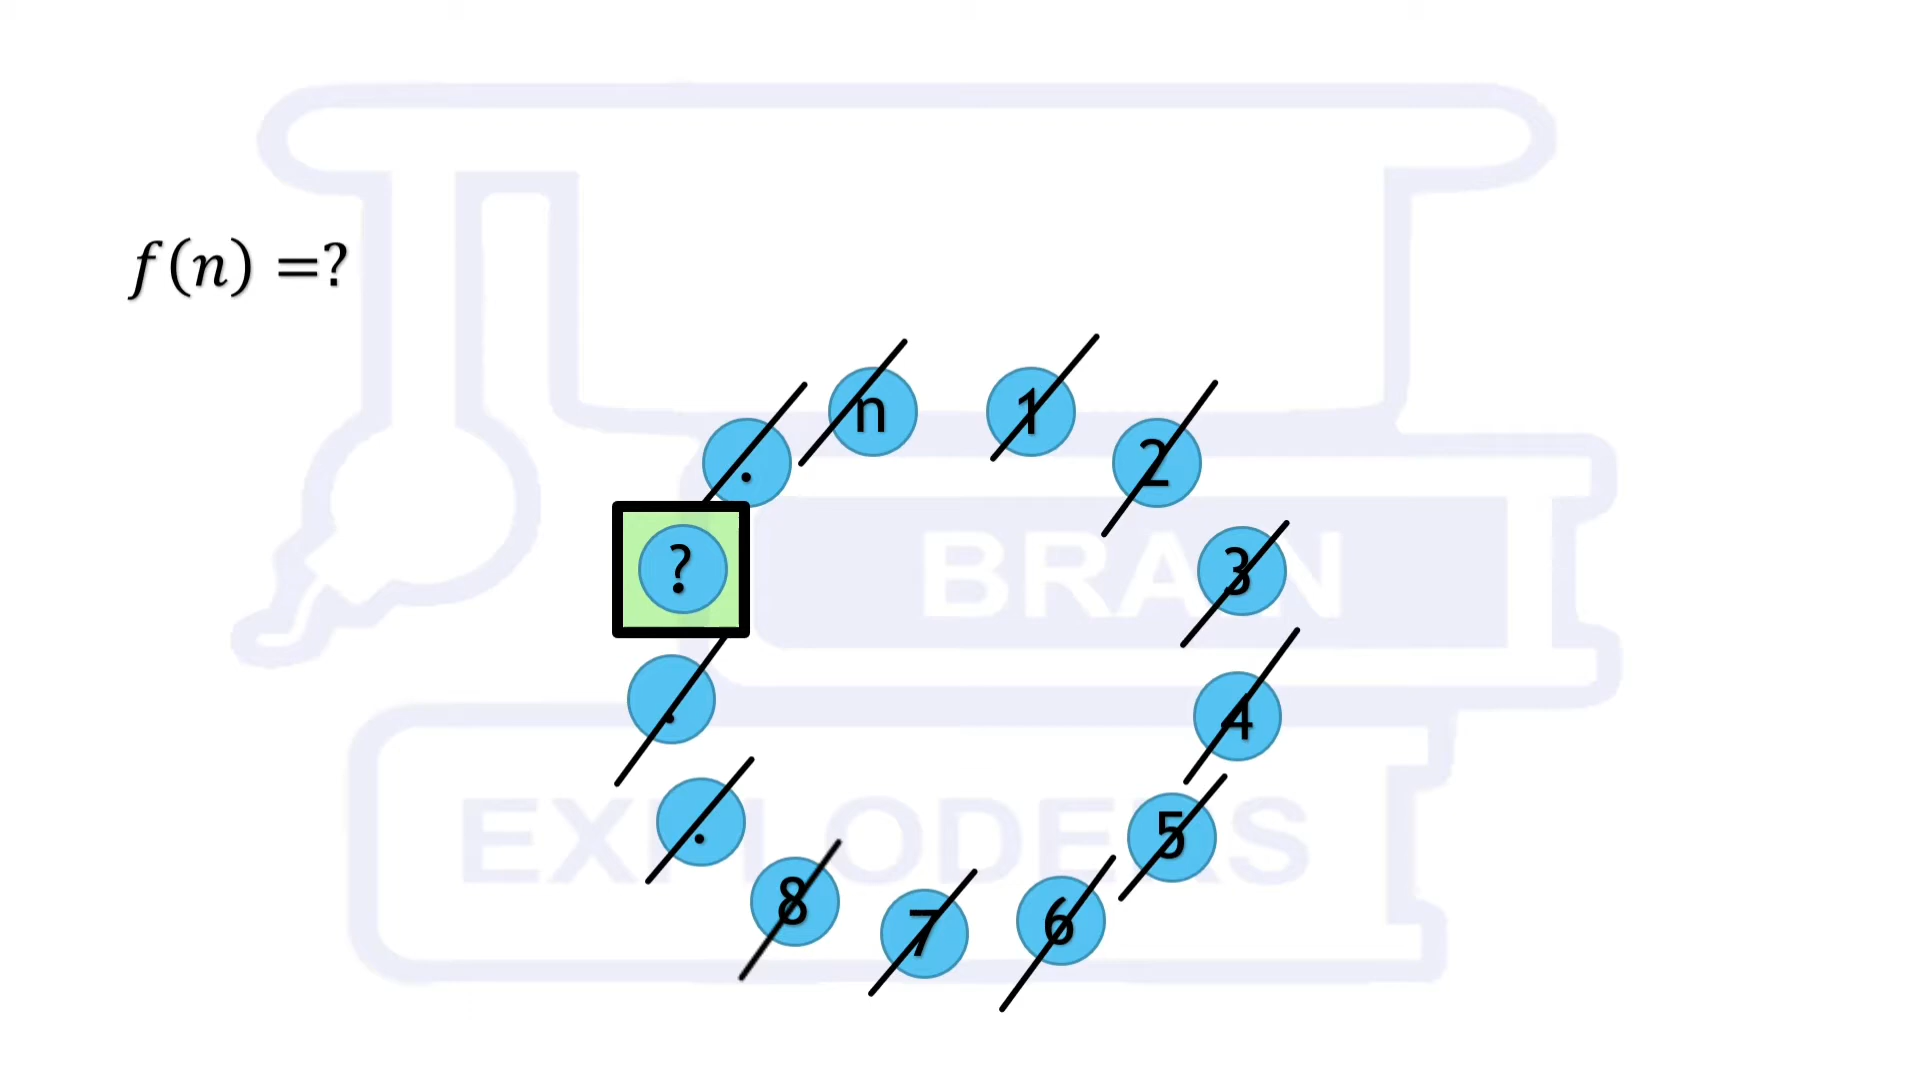 f(n) =?
n 1
. 2
BRAIN
? 3
. 4
EXPLODERS
. 5
8 7 6